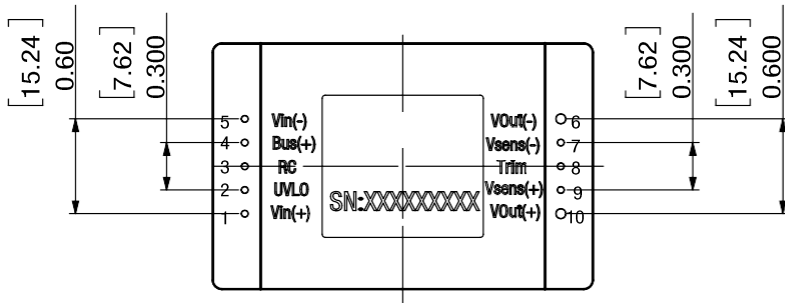 [15.24]
0.60
[7.62]
0.300
[7.62]
0.300
[15.24]
0.600
5 Vin(-)
4 Bus(+)
3 RC
2 UVLO
1 Vin(+)
SN:XXXXXXXXX
VOut(-) 6
Vsens(-) 7
Trim 8
Vsens(+) 9
VOut(+) 10